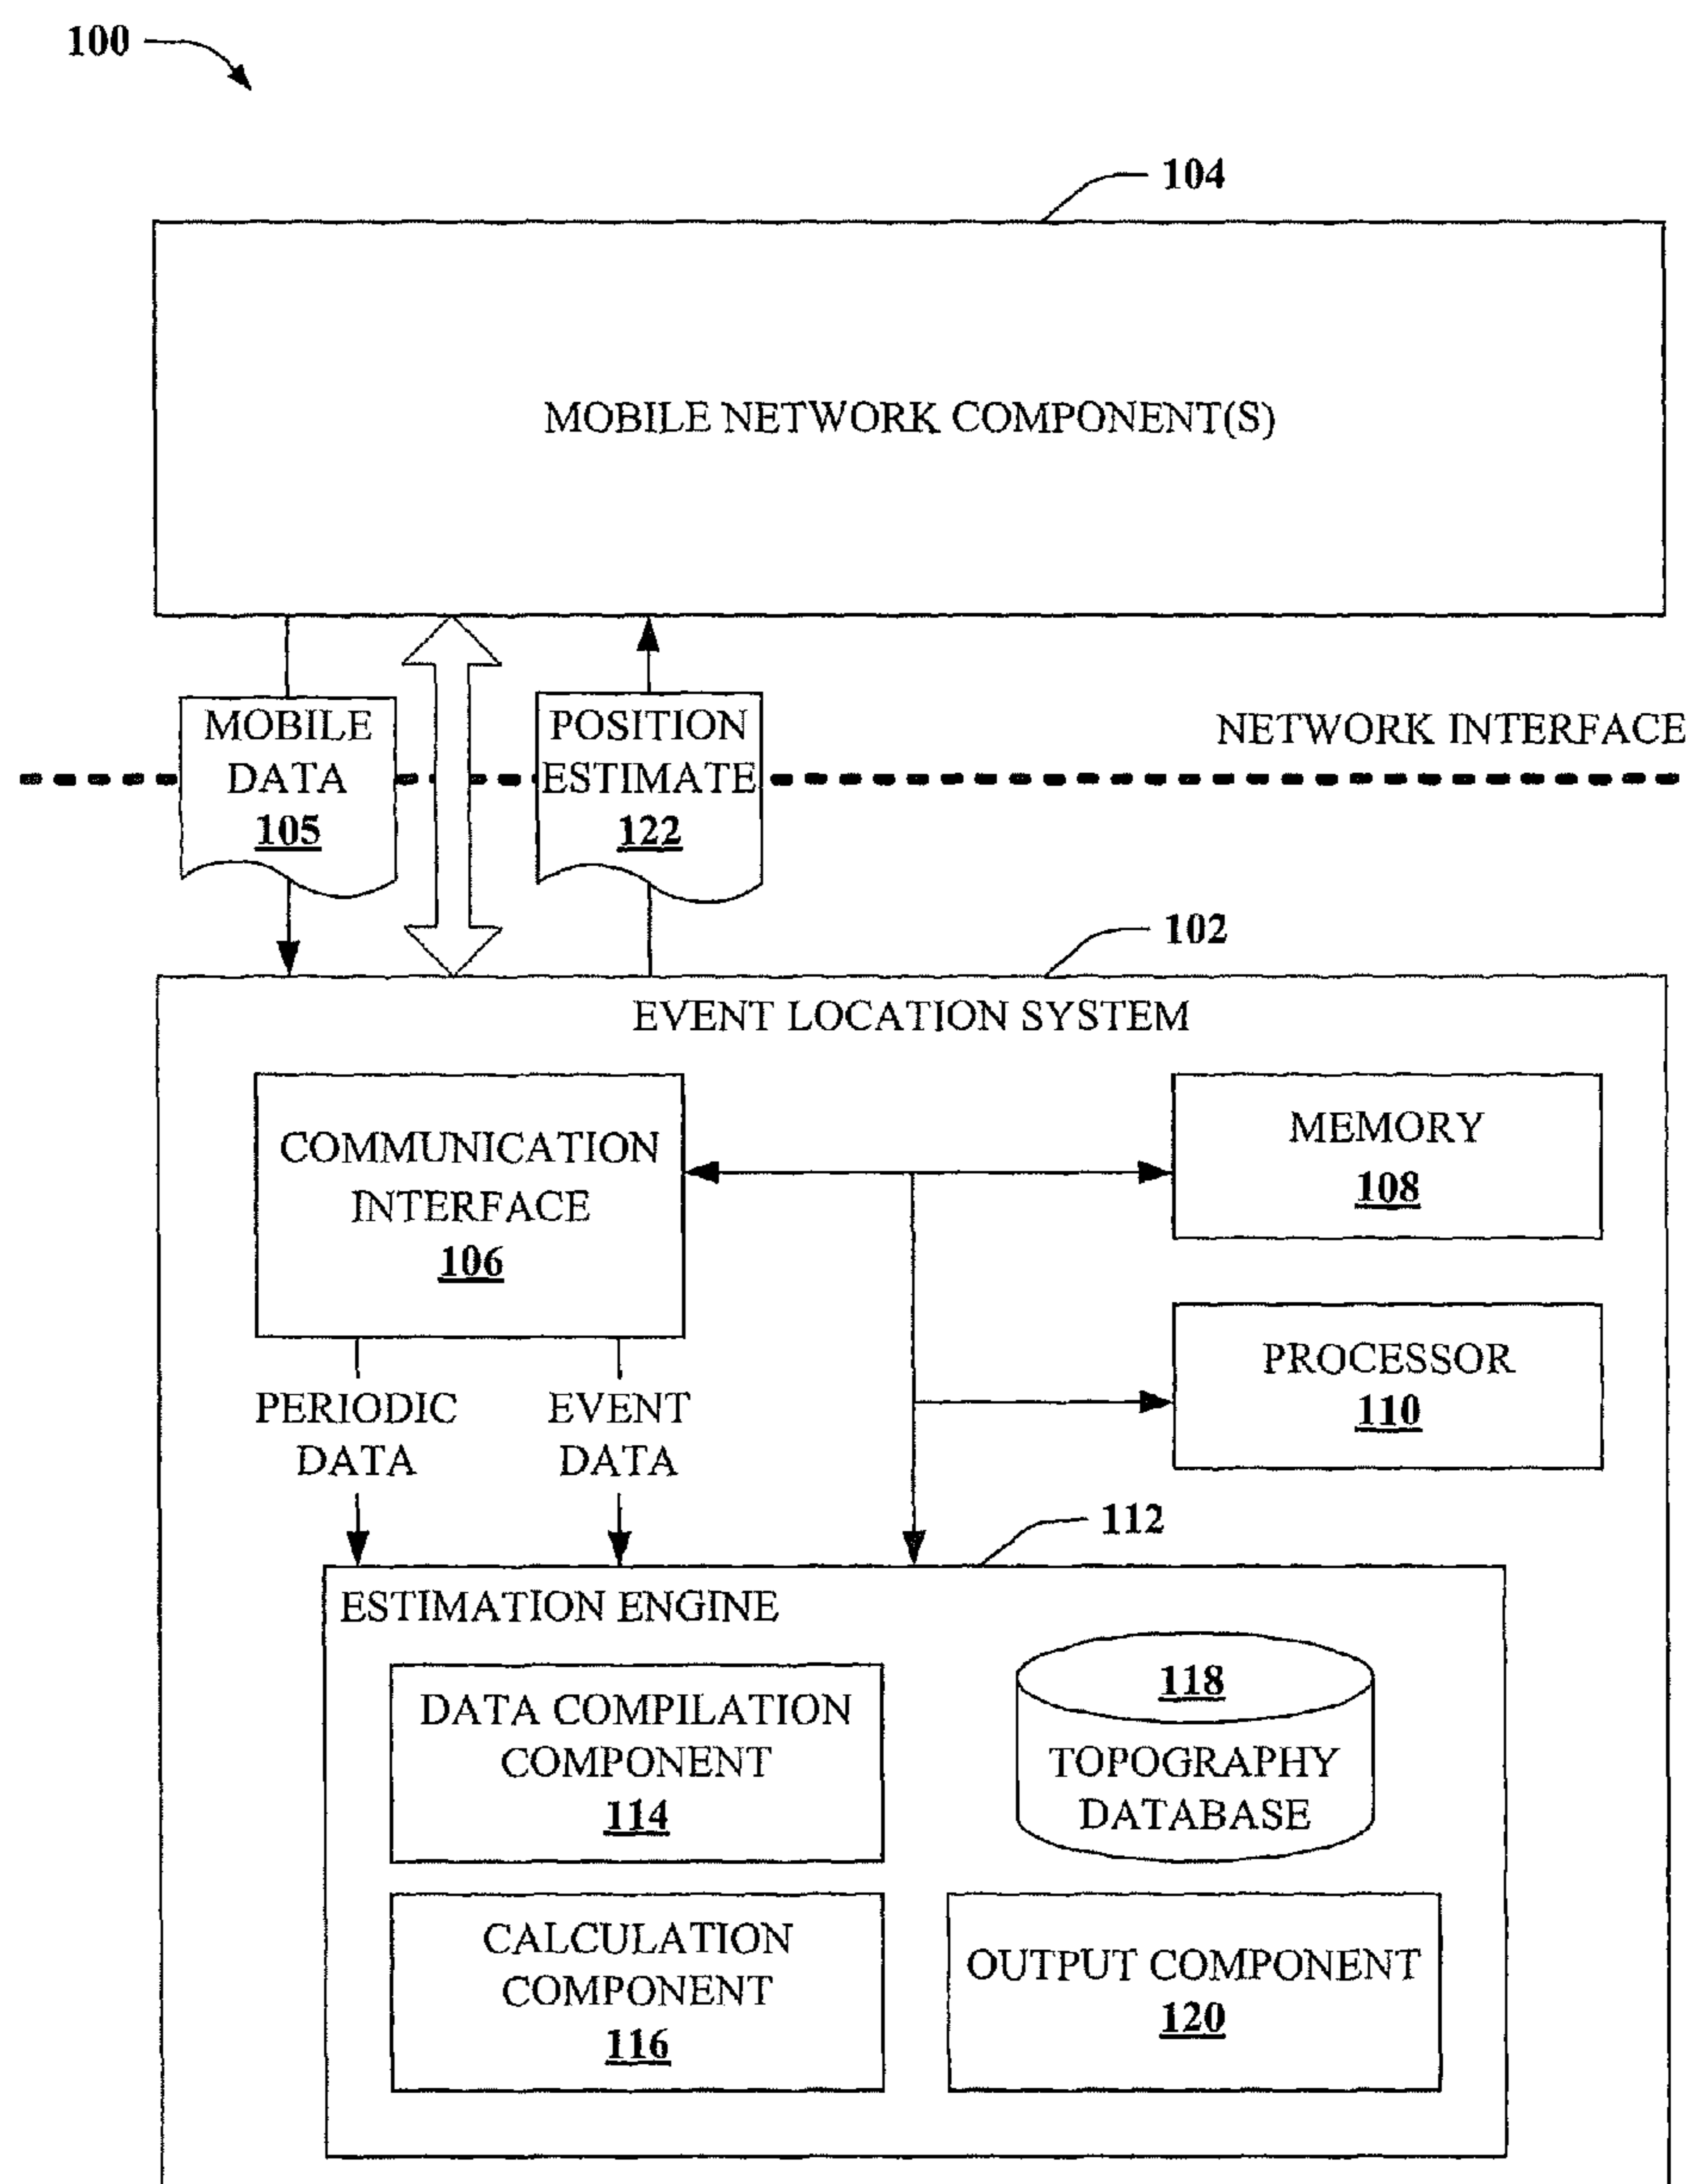 100
104
MOBILE NETWORK COMPONENT(S)
MOBILE
DATA
105
POSITION
ESTIMATE
122
NETWORK INTERFACE
102
EVENT LOCATION SYSTEM
COMMUNICATION
INTERFACE
106
MEMORY
108
PROCESSOR
110
PERIODIC
DATA
EVENT
DATA
112
ESTIMATION ENGINE
DATA COMPILATION
COMPONENT
114
118
TOPOGRAPHY
DATABASE
CALCULATION
COMPONENT
116
OUTPUT COMPONENT
120